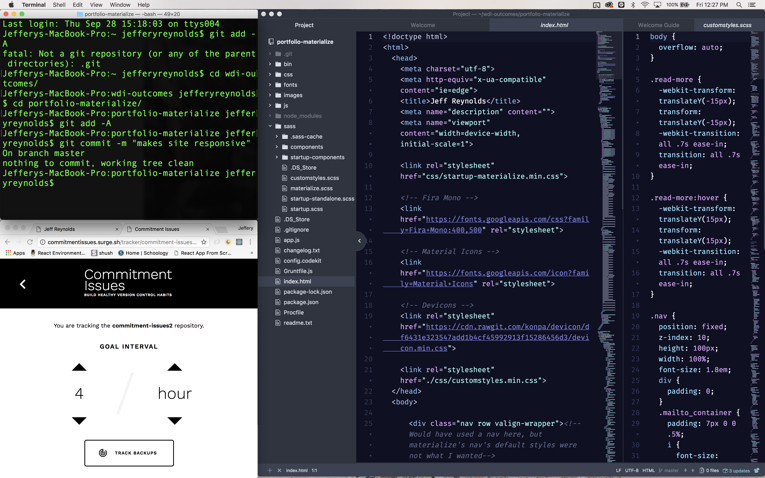 Terminal Shell Edit View Window Help
100%
Fri 12:27 PM
portfolio-materialize — -bash — 49×20
Last login: Thu Sep 28 15:18:03 on ttys004
Jefferys-MacBook-Pro:~ jefferyreynolds$ git add -
A
fatal: Not a git repository (or any of the parent
directories): .git
Jefferys-MacBook-Pro:~ jefferyreynolds$ cd wdi-out
comes/
Jefferys-MacBook-Pro:wdi-outcomes jefferyreynolds
$ cd portfolio-materialize/
Jefferys-MacBook-Pro:portfolio-materialize jeffer
yreynolds$ git add -A
Jefferys-MacBook-Pro:portfolio-materialize jeffer
yreynolds$ git commit -m "makes site responsive"
On branch master
nothing to commit, working tree clean
Jefferys-MacBook-Pro:portfolio-materialize jeffer
yreynolds$
Jeff Reynolds
Commitment Issues
Jeffery
commitmentissues.surge.sh/tracker/commitment-issues...
Apps
React Environment...
shush
Home | Schoology
React App From Scr...
Commitment
Issues
BUILD HEALTHY VERSION CONTROL HABITS
You are tracking the commitment-issues2 repository.
GOAL INTERVAL
4 / hour
TRACK BACKUPS
Project — ~/wdi-outcomes/portfolio-materialize
Project
portfolio-materialize
.git
bin
css
fonts
images
js
node_modules
sass
.sass-cache
components
startup-components
.DS_Store
customstyles.scss
materialize.scss
startup-standalone.scss
startup.scss
.DS_Store
.gitignore
app.js
changelog.txt
config.codekit
Gruntfile.js
index.html
package-lock.json
package.json
Procfile
readme.txt
Welcome
index.html
1 <!doctype html>
2 <html>
3 <head>
4 <meta charset="utf-8">
5 <meta http-equiv="x-ua-compatible"
content="ie=edge">
6 <title>Jeff Reynolds</title>
7 <meta name="description" content="">
8 <meta name="viewport"
content="width=device-width,
initial-scale=1">
9
10 <link rel="stylesheet"
href="css/startup-materialize.min.css">
11
12 <!-- Fira Mono -->
13 <link
href="https://fonts.googleapis.com/css?famil
y=Fira+Mono:400,500" rel="stylesheet">
14
15 <!-- Material Icons -->
16 <link
href="https://fonts.googleapis.com/icon?fami
ly=Material+Icons" rel="stylesheet">
17
18 <!-- Devicons -->
19 <link rel="stylesheet"
href="https://cdn.rawgit.com/konpa/devicon/d
f6431e323547add1b4cf45992913f15286456d3/devi
con.min.css">
20
21 <link rel="stylesheet"
href="./css/customstyles.min.css">
22 </head>
23 <body>
24
25 <div class="nav row valign-wrapper"><!--
Would have used a nav here, but
materialize's nav's default styles were
not what I wanted-->
Welcome Guide
customstyles.scss
1 body {
2 overflow: auto;
3 }
4
5 .read-more {
6 -webkit-transform:
translateY(-15px);
7 transform:
translateY(-15px);
8 -webkit-transition:
all .7s ease-in;
9 transition: all .7s
ease-in;
10 }
11
12 .read-more:hover {
13 -webkit-transform:
translateY(15px);
14 transform:
translateY(15px);
15 -webkit-transition:
all .7s ease-in;
16 transition: all .7s
ease-in;
17 }
18
19 .nav {
20 position: fixed;
21 z-index: 10;
22 height: 100px;
23 width: 100%;
24 font-size: 1.8em;
25 div {
26 padding: 0;
27 }
28 .mailto_container {
29 padding: 7px 0 0
.5%;
30 i {
31 font-size:
index.html 1:1
LF UTF-8 HTML master 0 files 3 updates